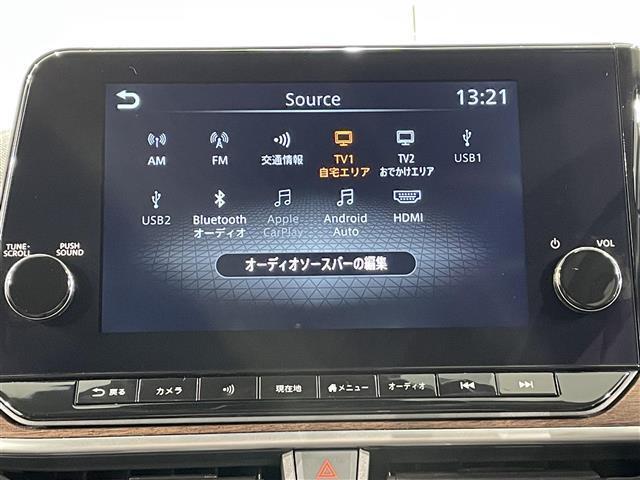 Source
13:21
AM
FM
交通情報
TV1
自宅エリア
TV2
おでかけエリア
USB1
USB2
Bluetooth
オーディオ
Apple
CarPlay
Android
Auto
HDMI
オーディオソースバーの編集
TUNE·
SCROLL
PUSH
SOUND
VOL
戻る
カメラ
現在地
メニュー
オーディオ